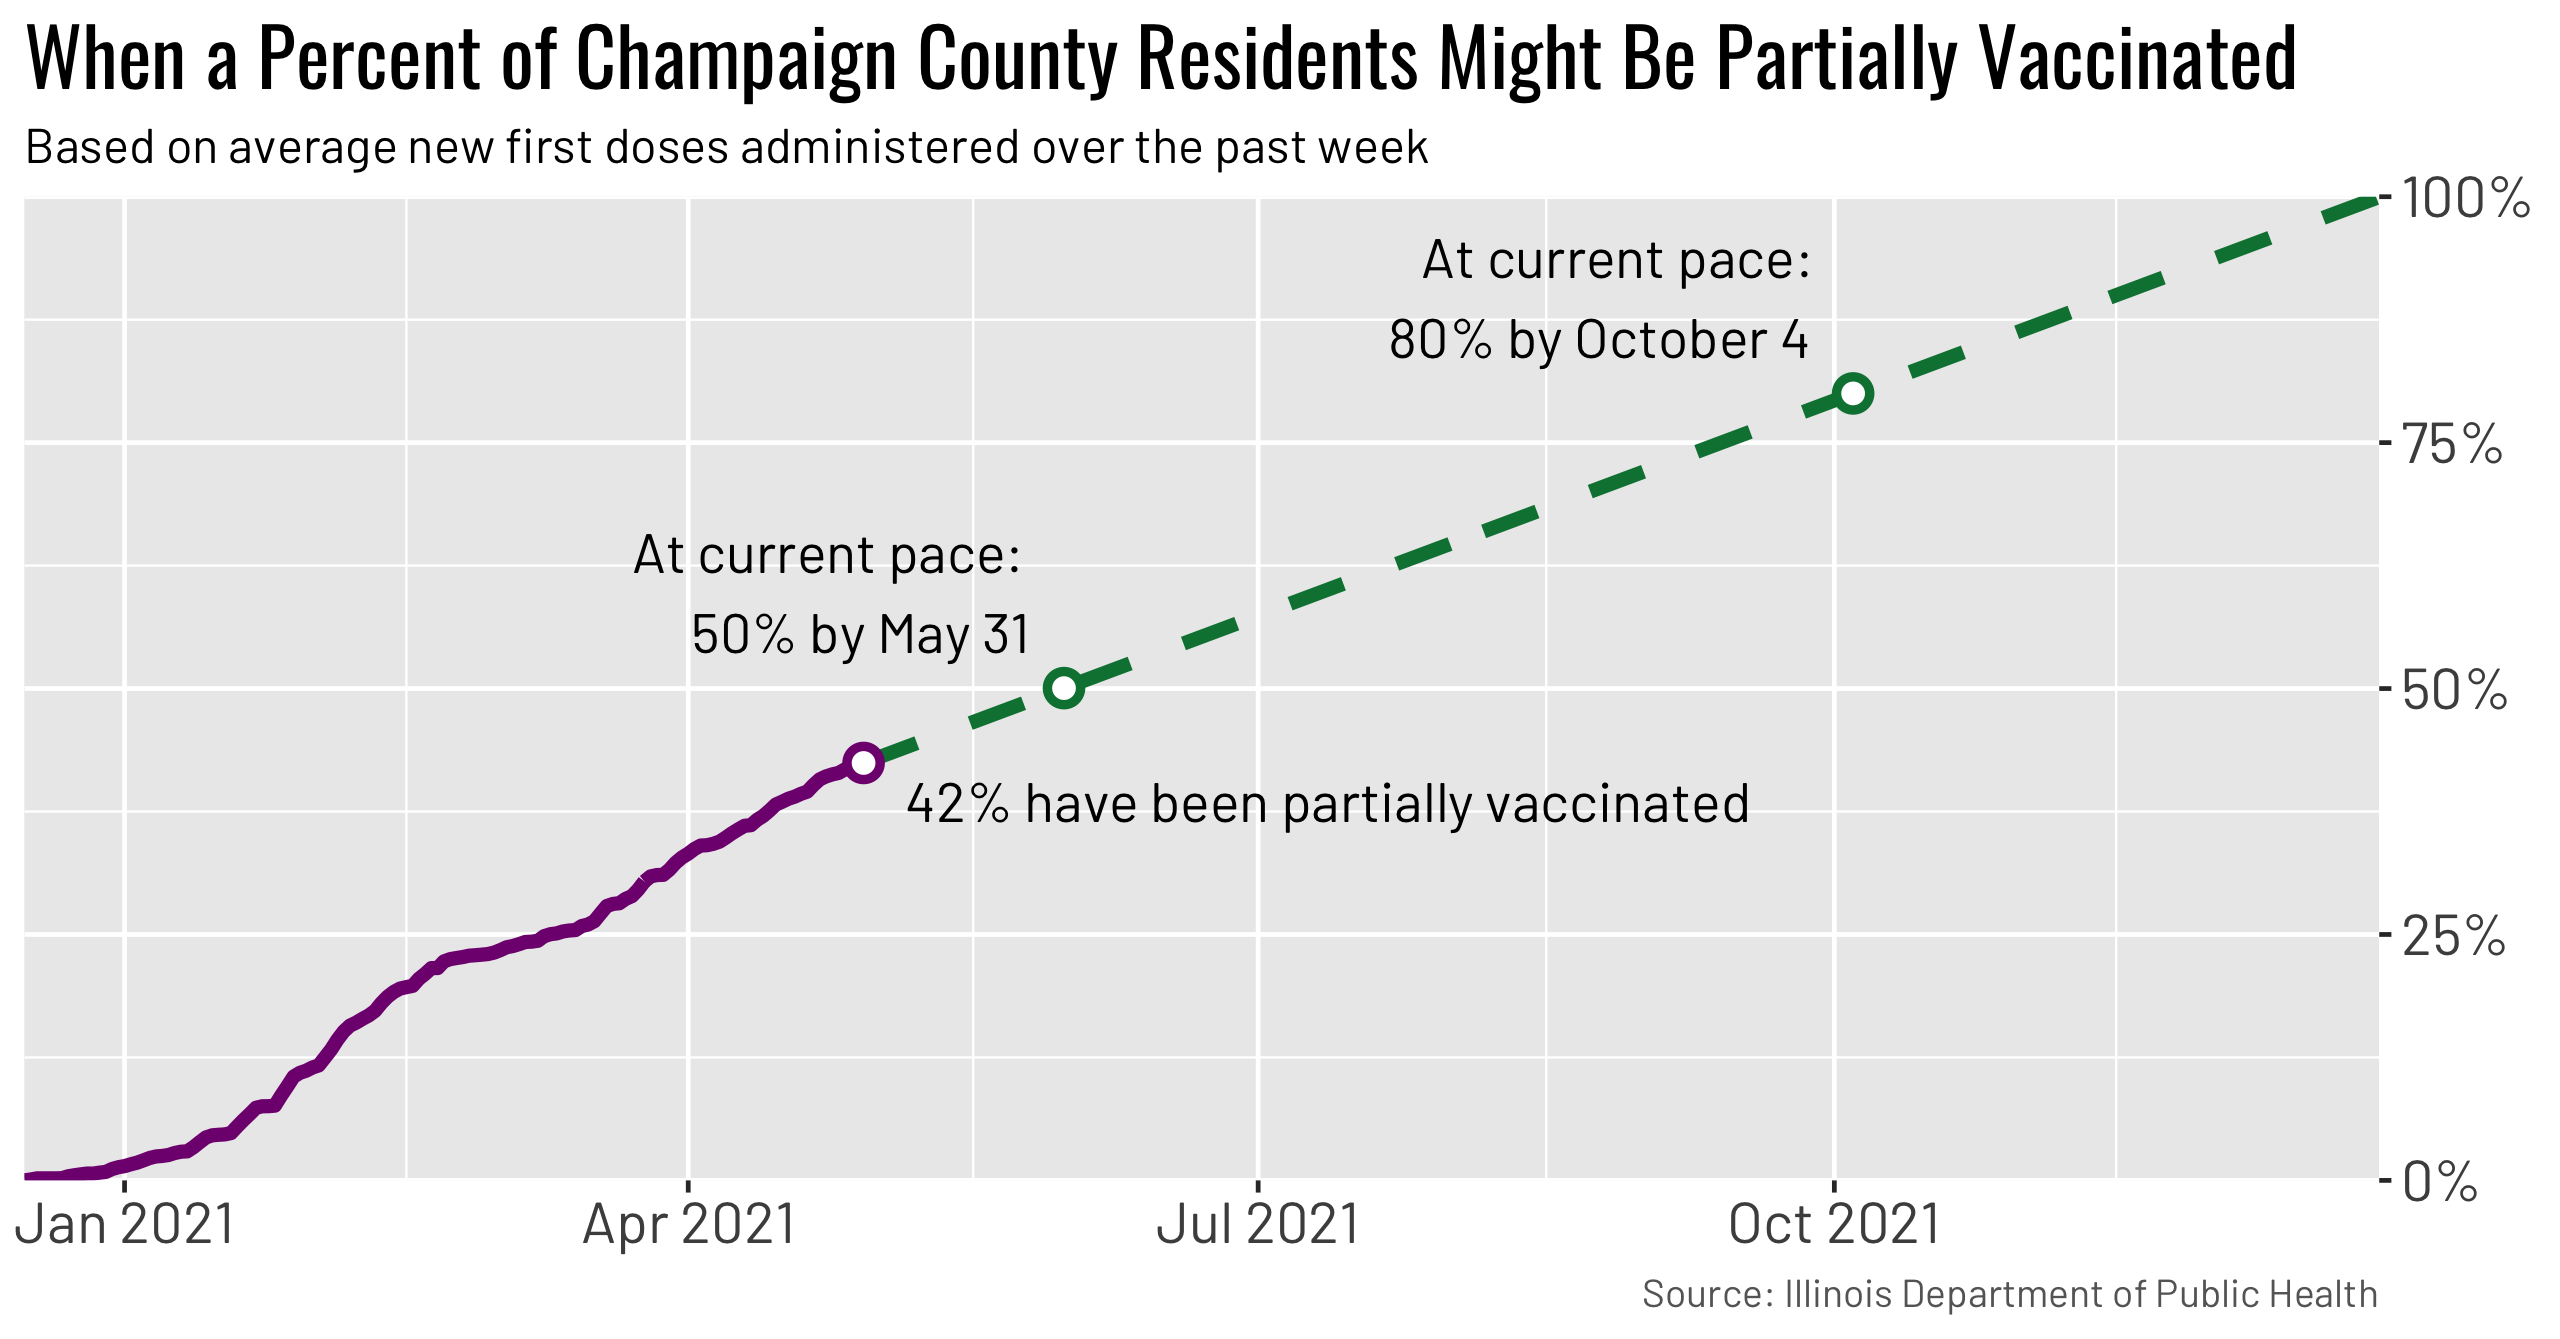 When a Percent of Champaign County Residents Might Be Partially Vaccinated
Based on average new first doses administered over the past week
100%
At current pace:
80% by October 4
75%
At current pace:
50% by May 31
50%
42% have been partially vaccinated
25%
0%
Jan 2021
Apr 2021
Jul 2021
Oct 2021
Source: Illinois Department of Public Health